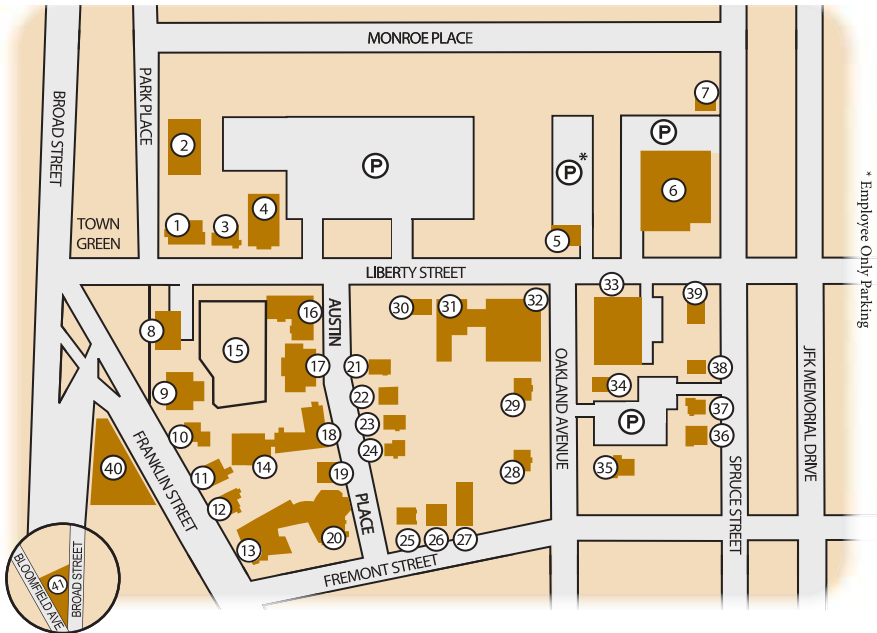 MONROE PLACE
PARK PLACE
BROAD STREET
7
2
P
P
*
P
6
4
1
3
5
TOWN
GREEN
LIBERTY STREET
* Employee Only Parking
8
15
16
AUSTIN
30
31
32
33
39
17
21
9
22
23
24
29
34
38
37
36
P
OAKLAND AVENUE
JFK MEMORIAL DRIVE
10
18
40
FRANKLIN STREET
11
14
19
28
35
SPRUCE STREET
12
PLACE
13
20
25
26
27
FREMONT STREET
41
BLOOMFIELD AVE
BROAD STREET